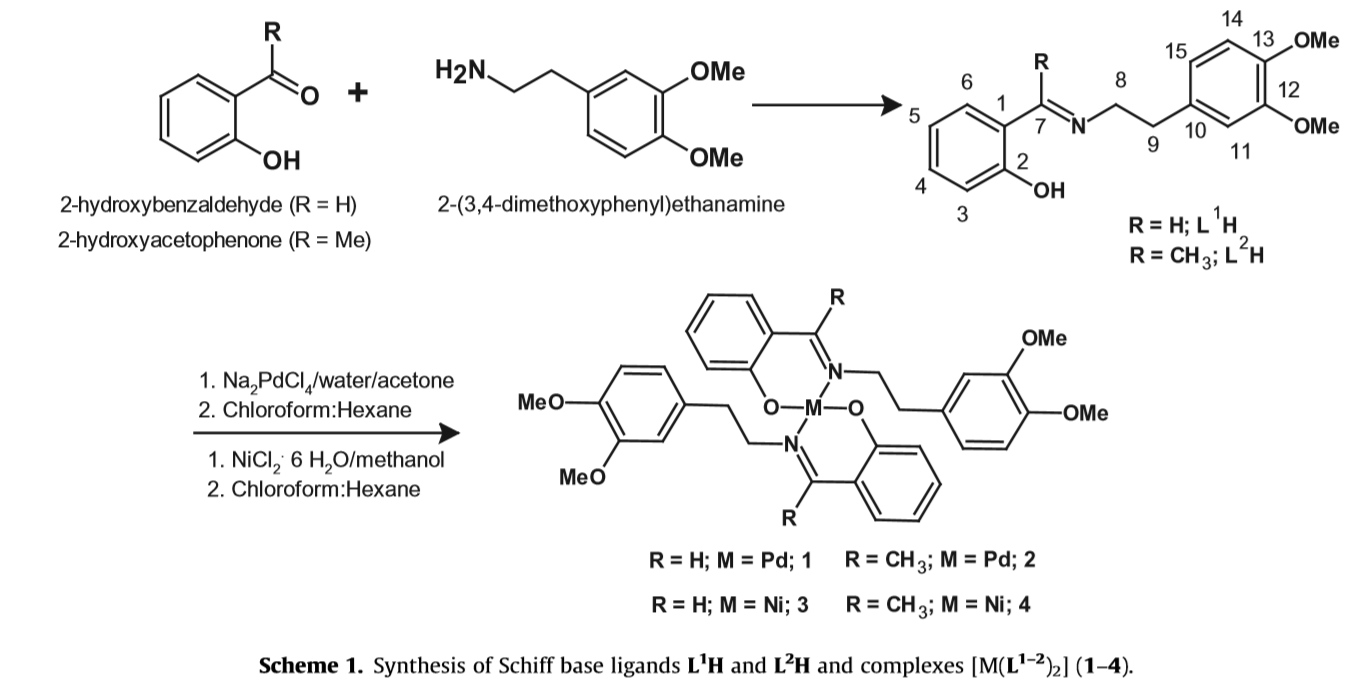 R
O
OH
+
H2N
OMe
OMe
2-hydroxybenzaldehyde (R = H)
2-hydroxyacetophenone (R = Me)
2-(3,4-dimethoxyphenyl)ethanamine
14
13
OMe
15
R
8
6
1
12
5
7
N
10
OMe
9
11
2
4
OH
3
R = H; L¹H
R = CH₃; L²H
1. Na₂PdCl₄/water/acetone
2. Chloroform:Hexane
1. NiCl₂· 6 H₂O/methanol
2. Chloroform:Hexane
R
OMe
N
MeO
O
M
O
OMe
N
MeO
R
R = H; M = Pd; 1 R = CH₃; M = Pd; 2
R = H; M = Ni; 3 R = CH₃; M = Ni; 4
Scheme 1. Synthesis of Schiff base ligands L¹H and L²H and complexes [M(L¹⁻²)₂] (1–4).